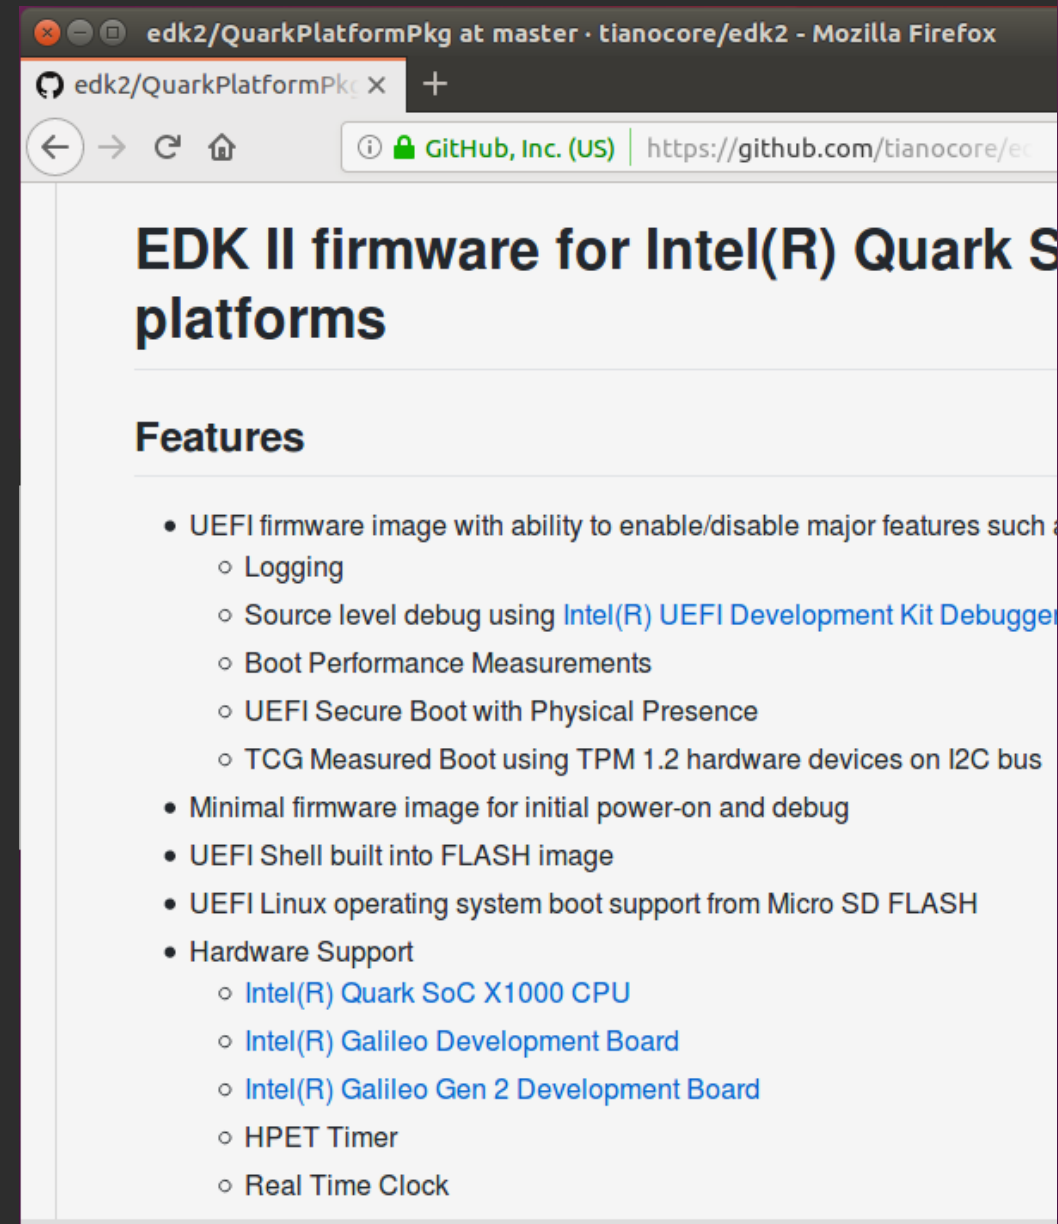 edk2/QuarkPlatformPkg at master · tianocore/edk2 - Mozilla Firefox
edk2/QuarkPlatformPkg
GitHub, Inc. (US) https://github.com/tianocore/
EDK II firmware for Intel(R) Quark
platforms
Features
UEFI firmware image with ability to enable/disable major features such
Logging
Source level debug using Intel(R) UEFI Development Kit Debugger
Boot Performance Measurements
UEFI Secure Boot with Physical Presence
TCG Measured Boot using TPM 1.2 hardware devices on I2C bus
Minimal firmware image for initial power-on and debug
UEFI Shell built into FLASH image
UEFI Linux operating system boot support from Micro SD FLASH
Hardware Support
Intel(R) Quark SoC X1000 CPU
Intel(R) Galileo Development Board
Intel(R) Galileo Gen 2 Development Board
HPET Timer
Real Time Clock